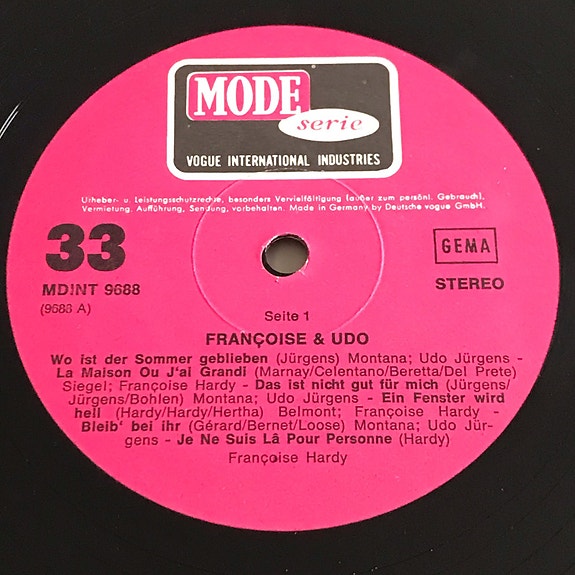 MODE
serie
VOGUE INTERNATIONAL INDUSTRIES
Urheber- u. Leistungsschutzrechte, besonders Vervielfältigung (außer zum persönl. Gebrauch),
Vermietung, Aufführung, Sendung, vorbehalten. Made in Germany by Deutsche vogue GmbH.
33
GEMA
MDINT 9688
STEREO
(9688 A)
Seite 1
FRANÇOISE & UDO
Wo ist der Sommer geblieben (Jürgens) Montana; Udo Jürgens -
La Maison Ou J'ai Grandi (Marnay/Celentano/Beretta/Del Prete)
Siegel; Françoise Hardy - Das ist nicht gut für mich (Jürgens/
Jürgens/Bohlen) Montana; Udo Jürgens - Ein Fenster wird
hell (Hardy/Hardy/Hertha) Belmont; Françoise Hardy -
Bleib' bei ihr (Gérard/Bernet/Loose) Montana; Udo Jür-
gens - Je Ne Suis Lâ Pour Personne (Hardy)
Françoise Hardy